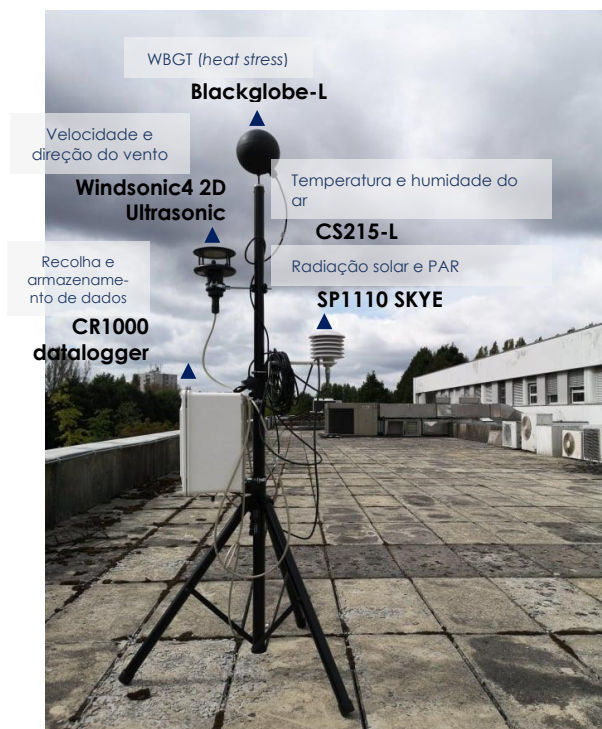 WBGT (heat stress)
Blackglobe-L
Velocidade e
direção do vento
Windsonic4 2D
Ultrasonic
Temperatura e humidade do
ar
CS215-L
Recolha e
armazename-
nto de dados
Radiação solar e PAR
SP1110 SKYE
CR1000
datalogger